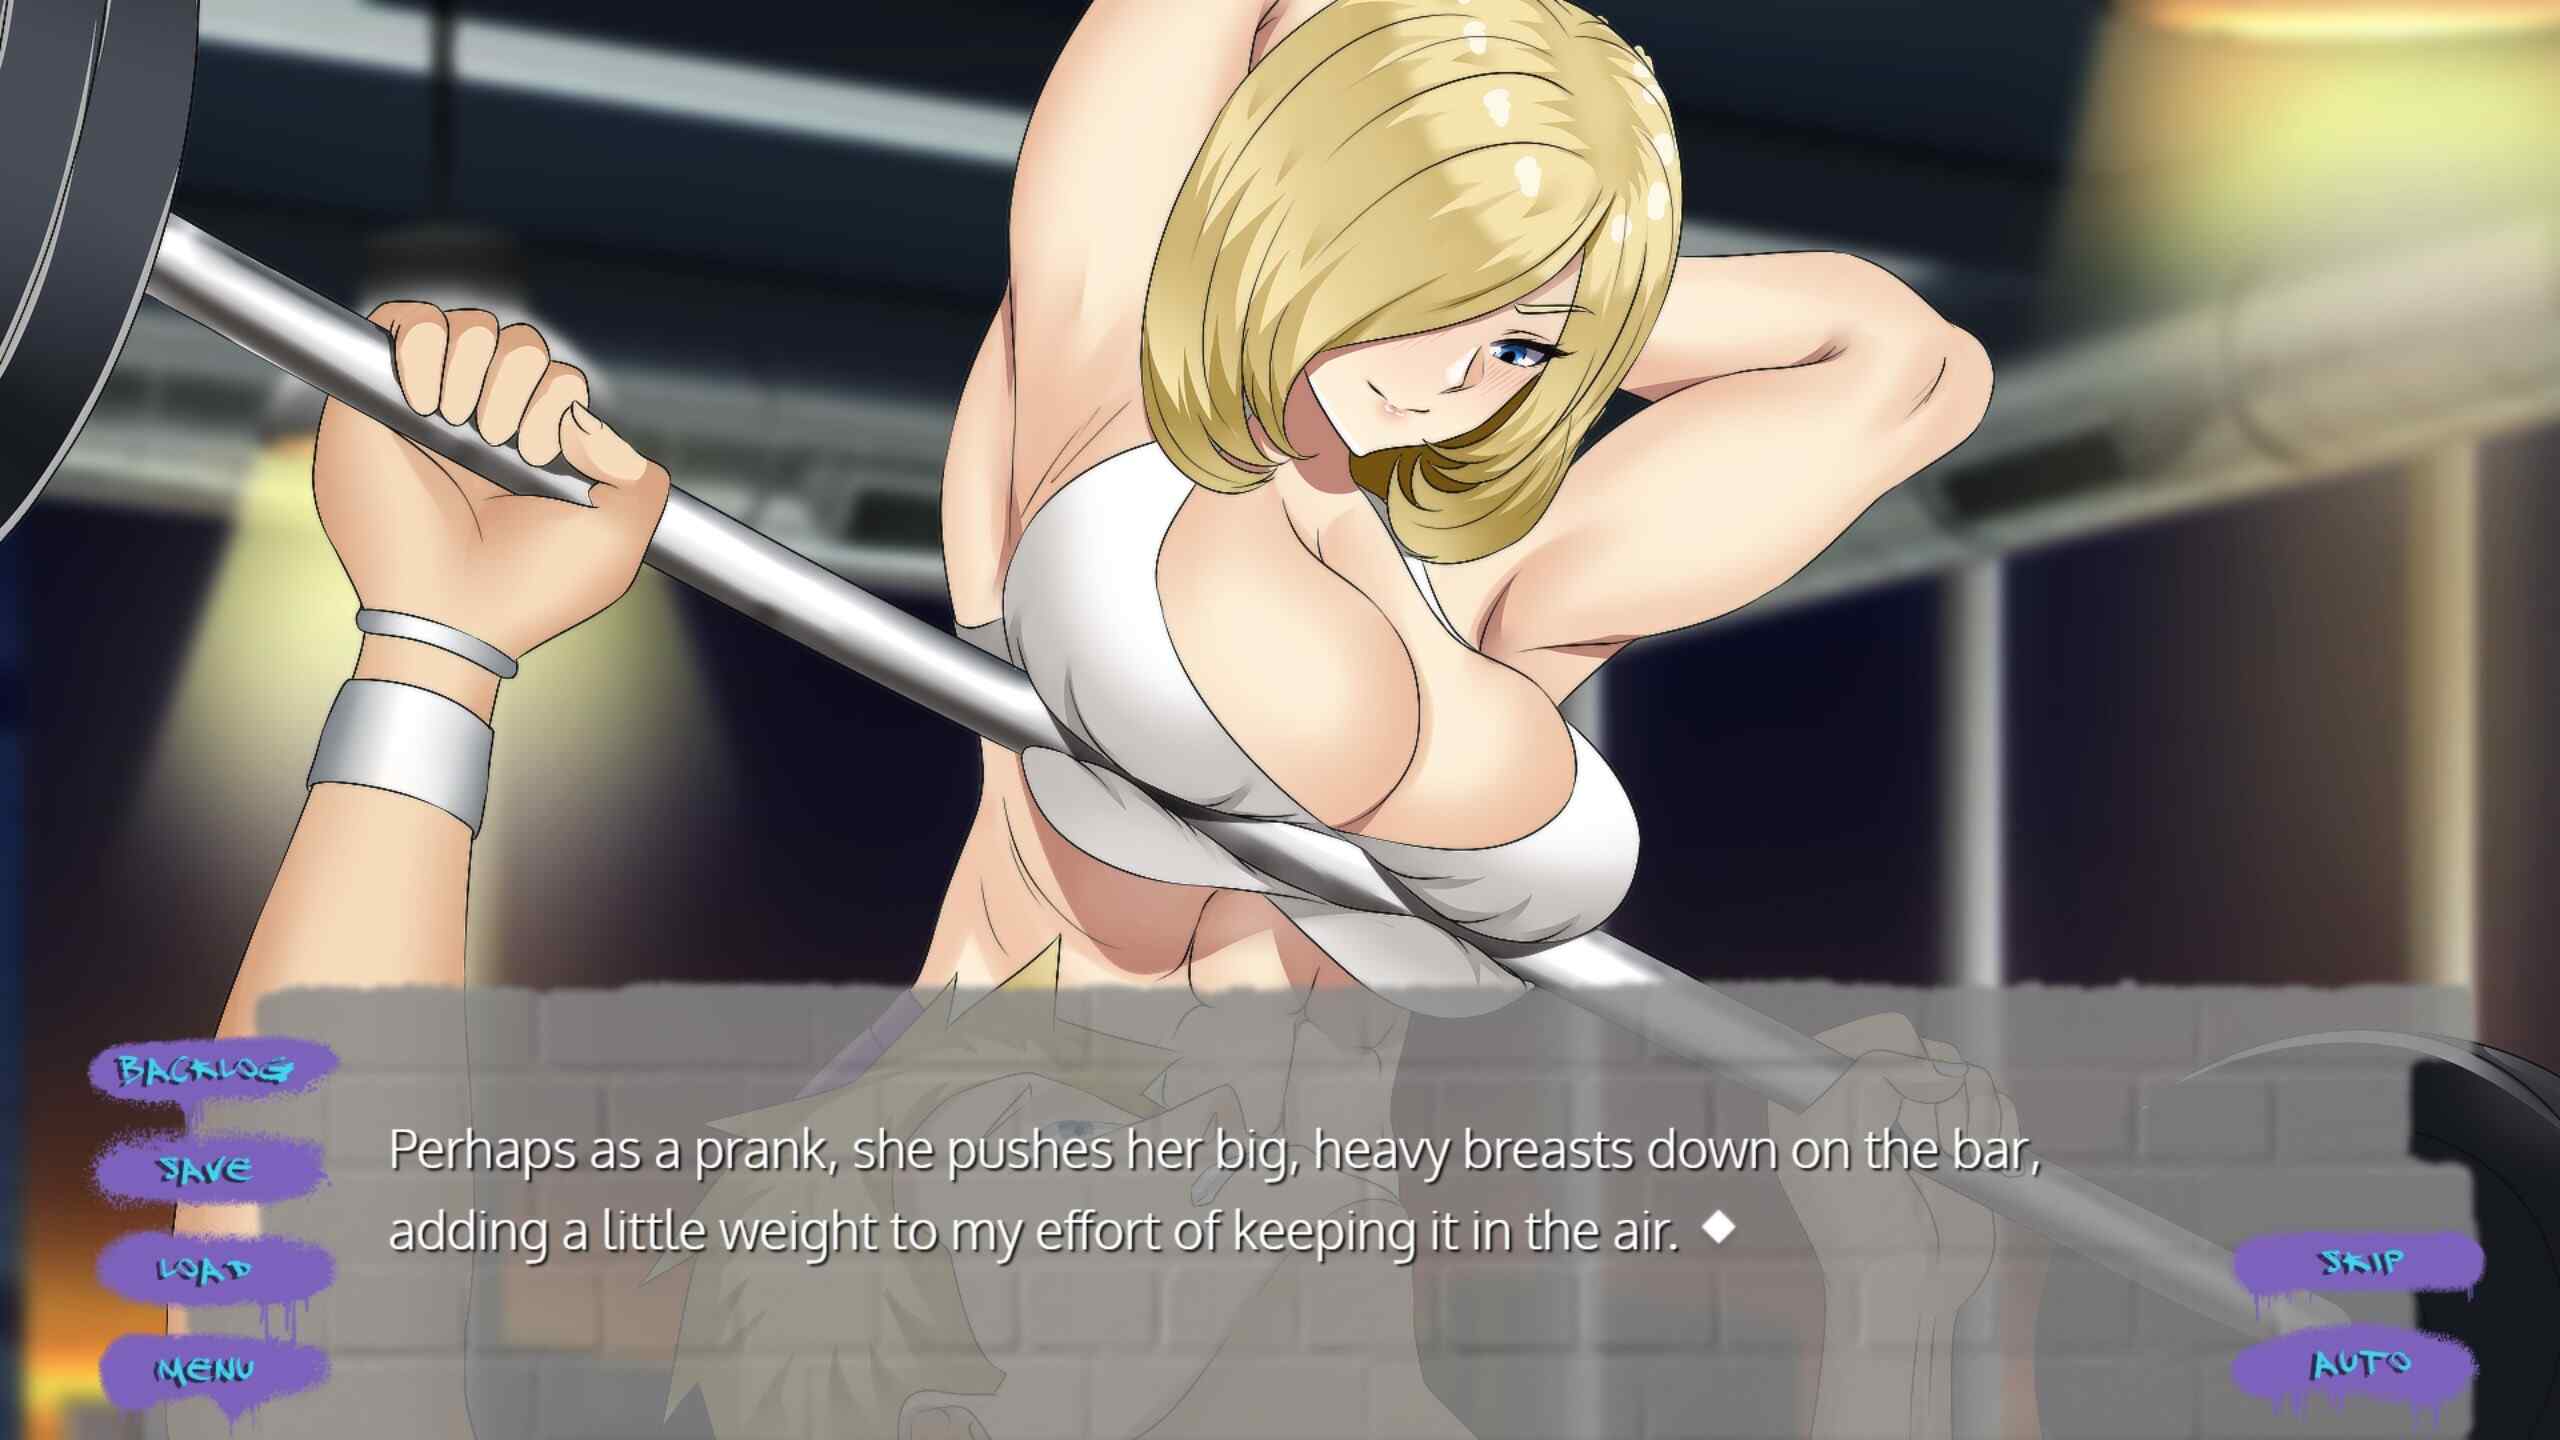 BACKLOG
SAVE
LOAD
MENU
Perhaps as a prank, she pushes her big, heavy breasts down on the bar,
adding a little weight to my effort of keeping it in the air.
SKIP
AUTO